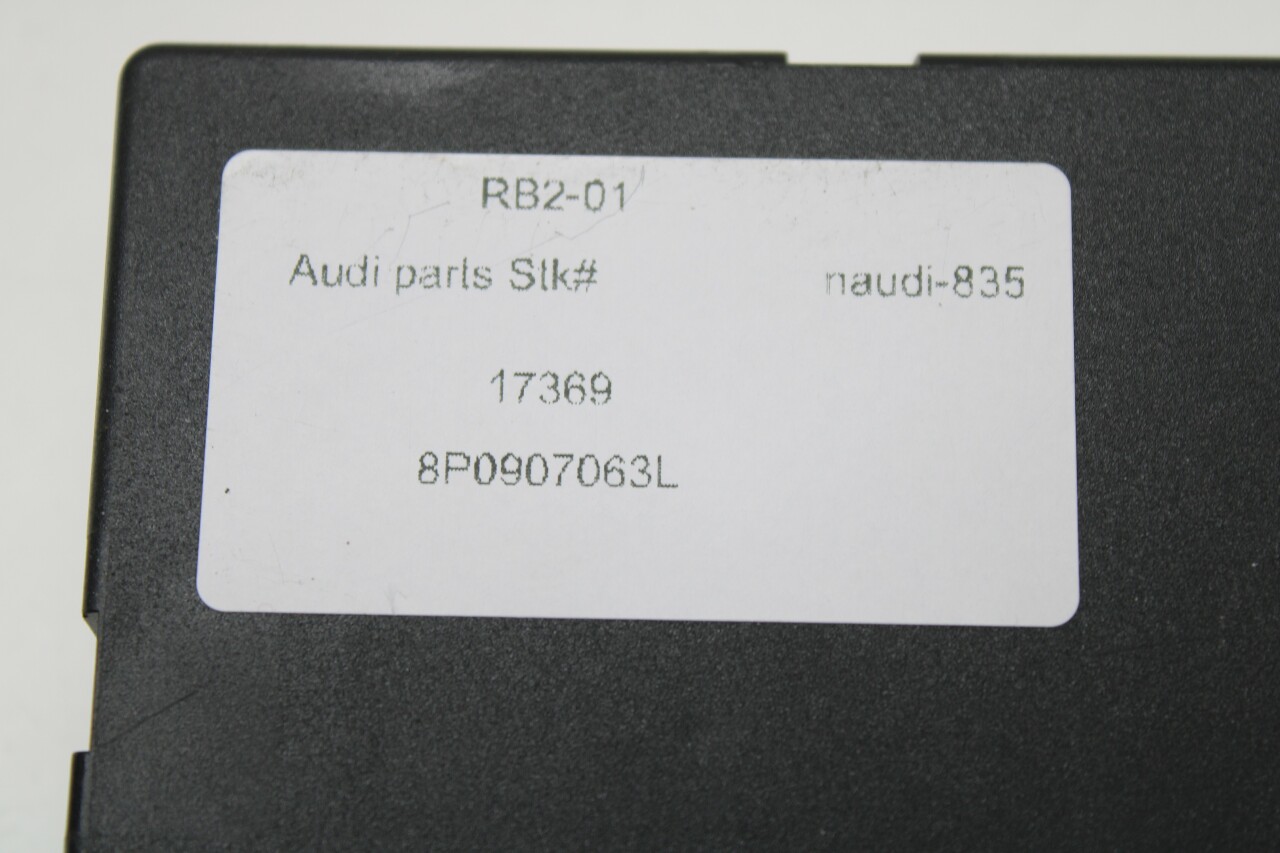 RB2-01
Audi parts Stk# naudi-835
17369
8P0907063L